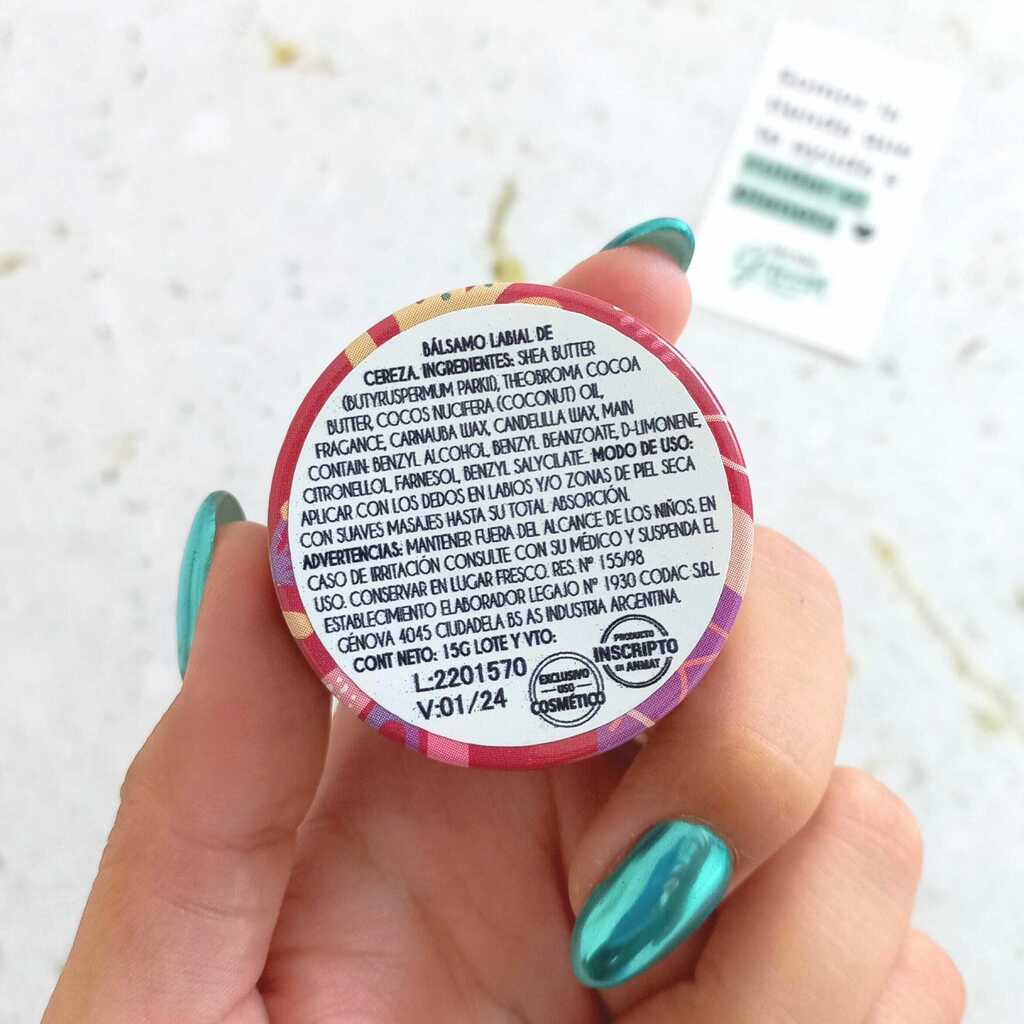 BÁLSAMO LABIAL DE
CEREZA. INGREDIENTES: SHEA BUTTER
(BUTYRUSPERMUM PARKII), THEOBROMA COCOA
BUTTER, COCOS NUCIFERA (COCONUT) OIL,
FRAGANCE, CARNAUBA WAX, CANDELILLA WAX, MAIN
CONTAIN: BENZYL ALCOHOL, BENZYL BEANZOATE, D-LIMONENE,
CITRONELLOL, FARNESOL, BENZYL SALYCILATE. MODO DE USO:
APLICAR CON LOS DEDOS EN LABIOS Y/O ZONAS DE PIEL SECA
CON SUAVES MASAJES HASTA SU TOTAL ABSORCIÓN.
ADVERTENCIAS: MANTENER FUERA DEL ALCANCE DE LOS NIÑOS. EN
CASO DE IRRITACIÓN CONSULTE CON SU MÉDICO Y SUSPENDA EL
USO. CONSERVAR EN LUGAR FRESCO. RES. Nº 155/98
ESTABLECIMIENTO ELABORADOR LEGAJO Nº 1930 CODAC S.R.L
GÉNOVA 4045 CIUDADELA BS AS INDUSTRIA ARGENTINA.
CONT NETO: 15G LOTE Y VTO:
L:2201570
V:01/24
EXCLUSIVO
USO
COSMÉTICO
PRODUCTO
INSCRIPTO
EN ANMAT